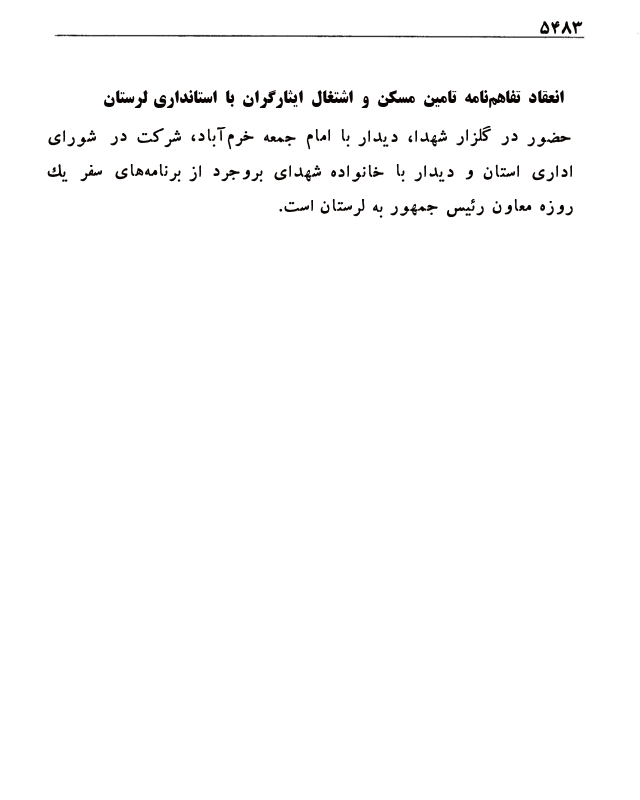 ۵۴۸۳
انعقاد تفاهم‌نامه تامین مسکن و اشتغال ایثارگران با استانداری لرستان
حضور در گلزار شهدا، دیدار با امام جمعه خرم‌آباد، شرکت در شورای
اداری استان و دیدار با خانواده شهدای بروجرد از برنامه‌های سفر یك
روزه معاون رئیس جمهور به لرستان است.